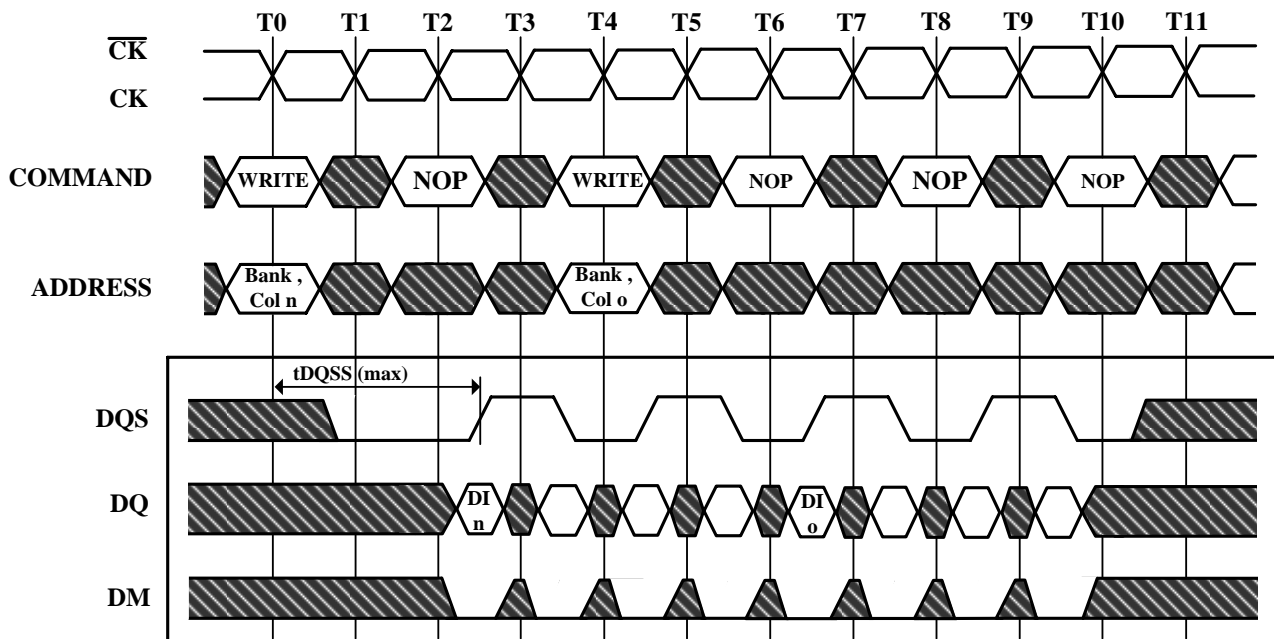 T0 T1 T2 T3 T4 T5 T6 T7 T8 T9 T10 T11
CK
CK
COMMAND
WRITE NOP WRITE NOP NOP NOP
ADDRESS
Bank ,
Col n
Bank ,
Col o
tDQSS (max)
DQS
DQ
DI
n
DI
o
DM